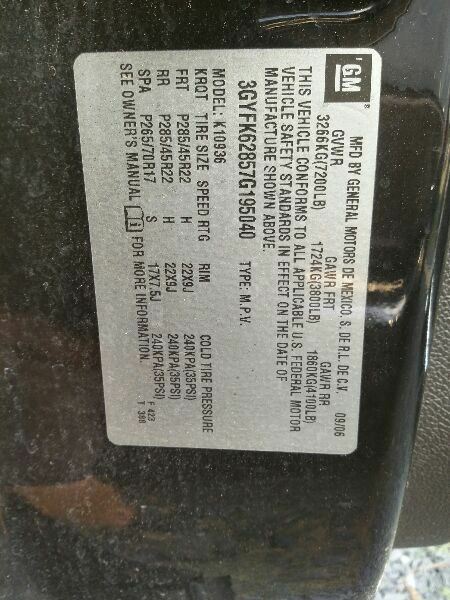 GM ®
MFD BY GENERAL MOTORS DE MEXICO, S. DE R.L. DE C.V. 09/06
GVWR GAWR FRT GAWR RR
3266KG(7200LB) 1724KG(3800LB) 1860KG(4100LB)
THIS VEHICLE CONFORMS TO ALL APPLICABLE U.S. FEDERAL MOTOR
VEHICLE SAFETY STANDARDS IN EFFECT ON THE DATE OF
MANUFACTURE SHOWN ABOVE.
3GYFK62857G195040 TYPE: M.P.V.
MODEL: K10936
KRQT TIRE SIZE SPEED RTG RIM COLD TIRE PRESSURE
FRT P285/45R22 H 22X9J 240KPA(35PSI)
RR P285/45R22 H 22X9J 240KPA(35PSI)
SPA P265/70R17 S 17X7.5J 240KPA(35PSI)
SEE OWNER'S MANUAL FOR MORE INFORMATION.
F 423
T 380